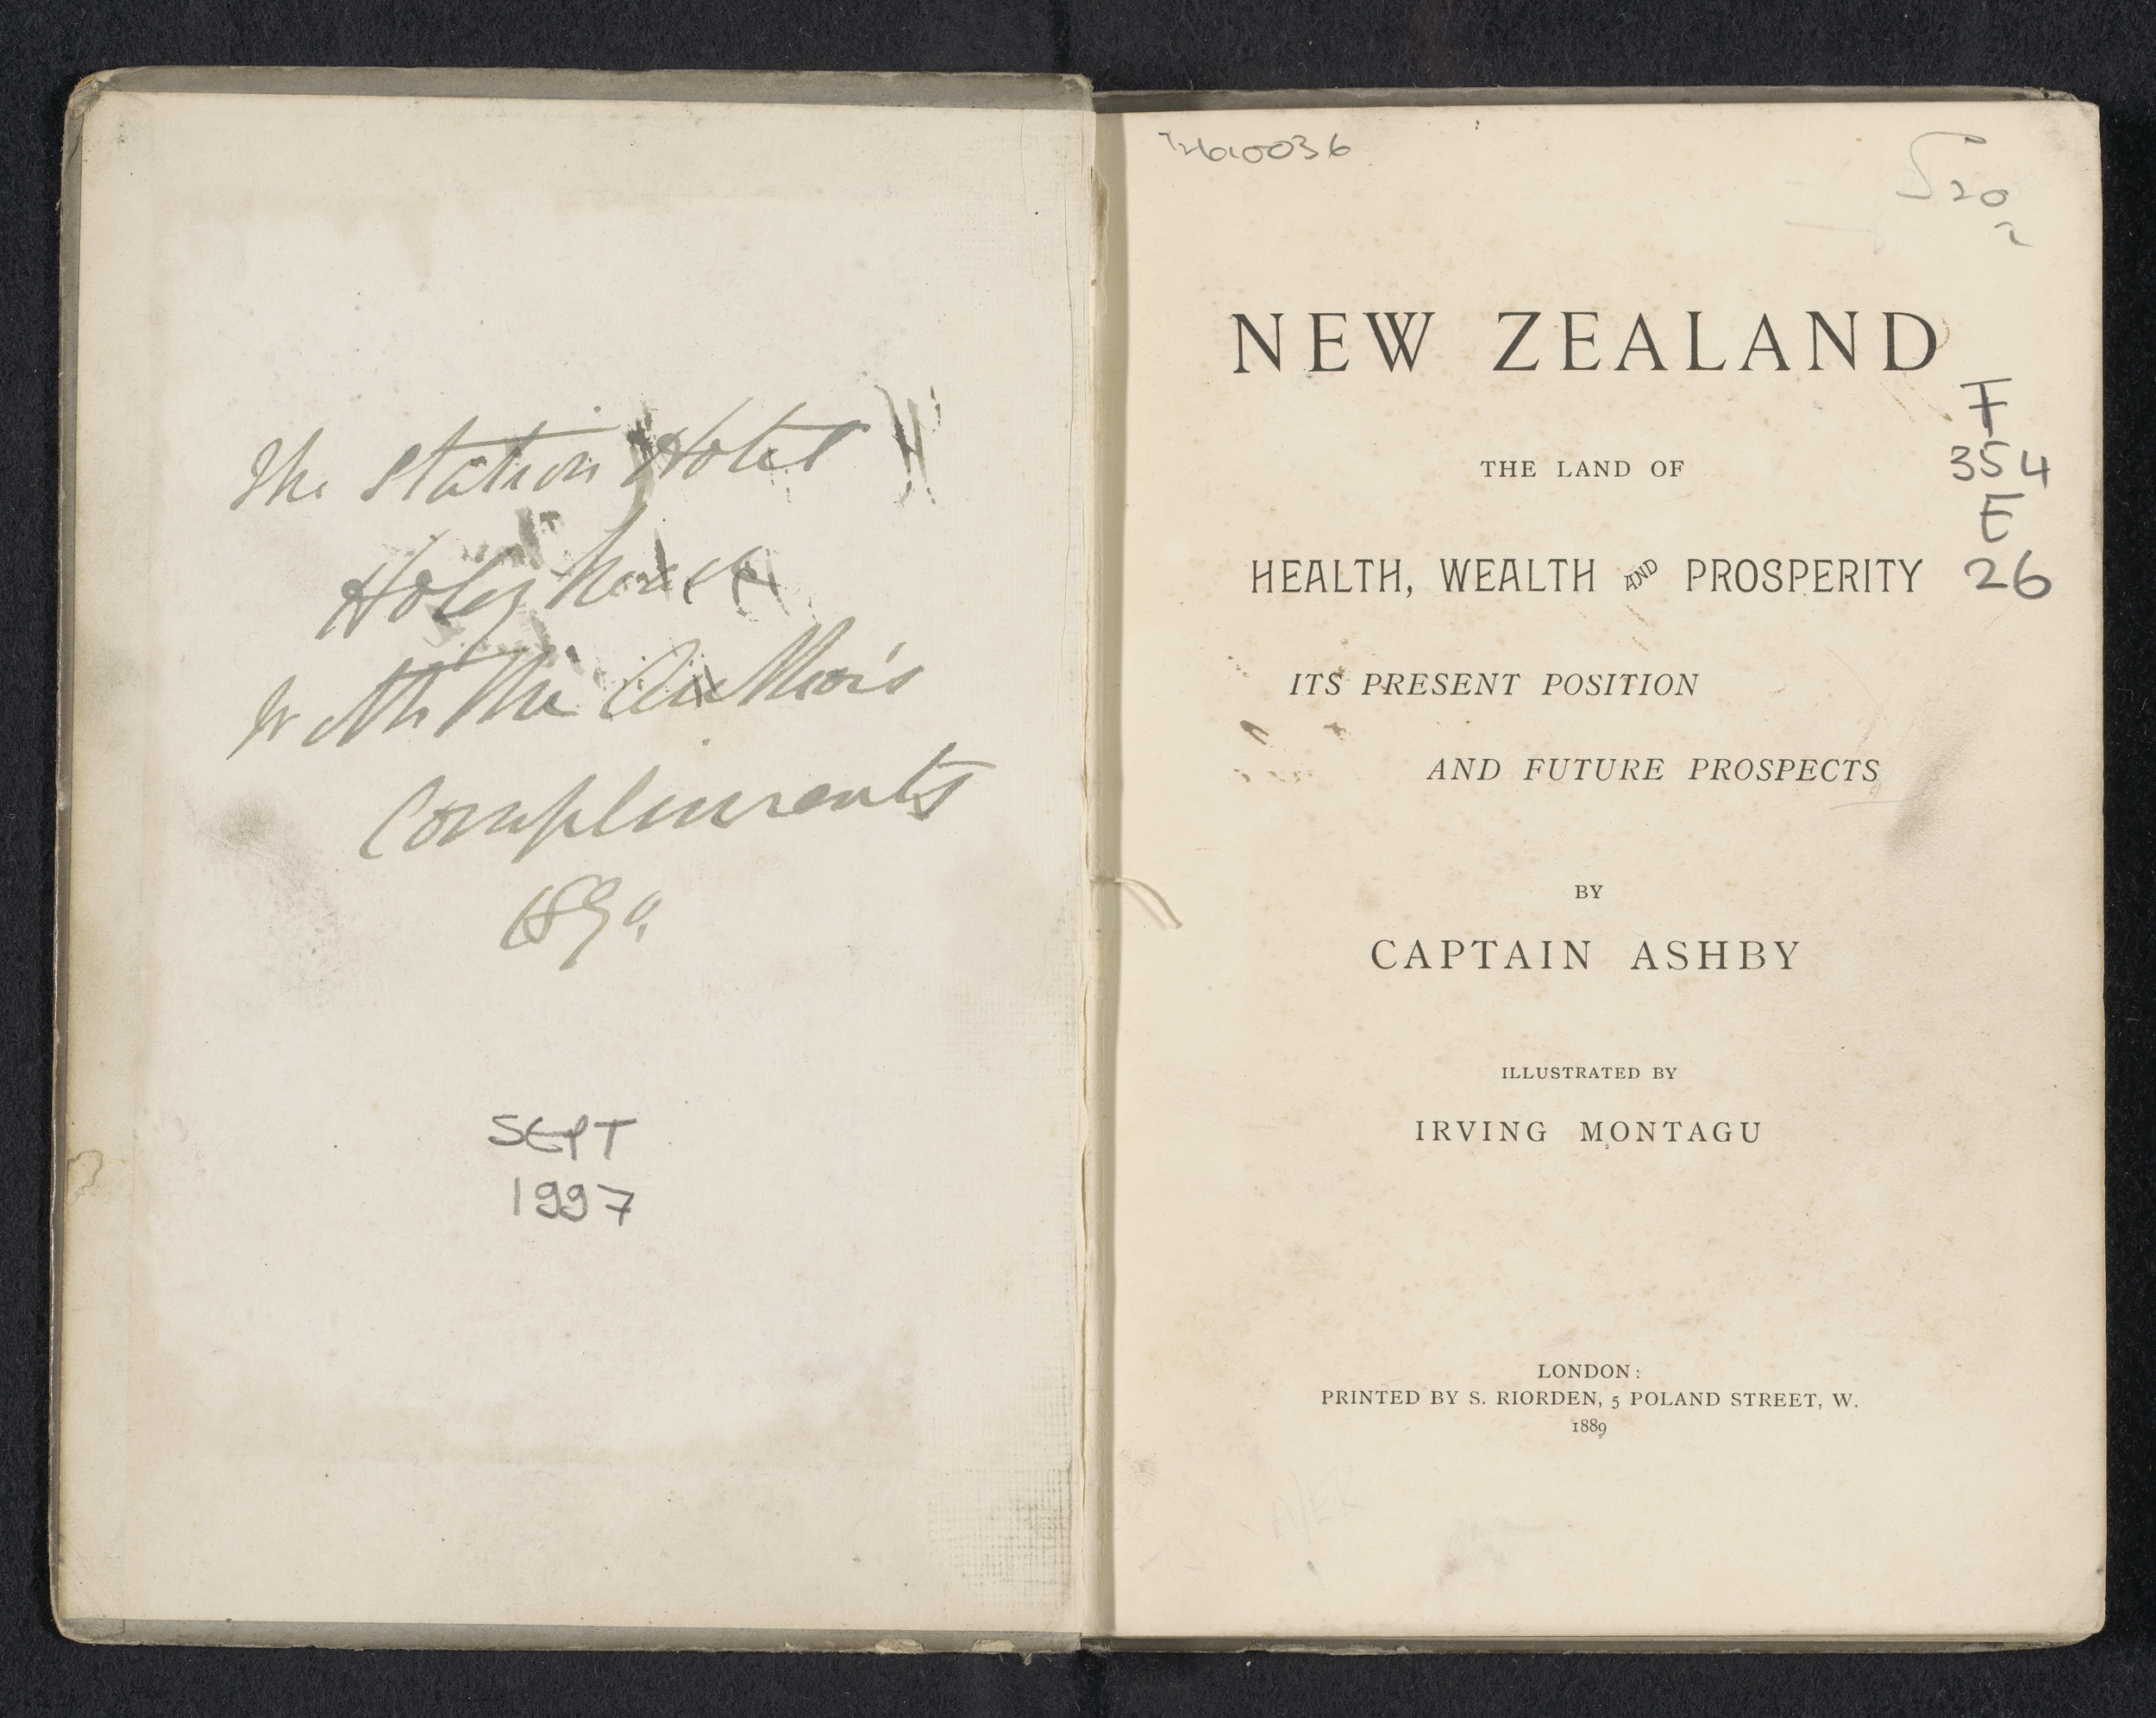 The Station Hotel
With The Author's
Compliments
1890
SEPT
1997
NEW ZEALAND
THE LAND OF
HEALTH, WEALTH AND PROSPERITY
ITS PRESENT POSITION
AND FUTURE PROSPECTS
BY
CAPTAIN ASHBY
ILLUSTRATED BY
IRVING MONTAGU
LONDON:
PRINTED BY S. RIORDEN, 5 POLAND STREET, W.
1889
F
354
E
26